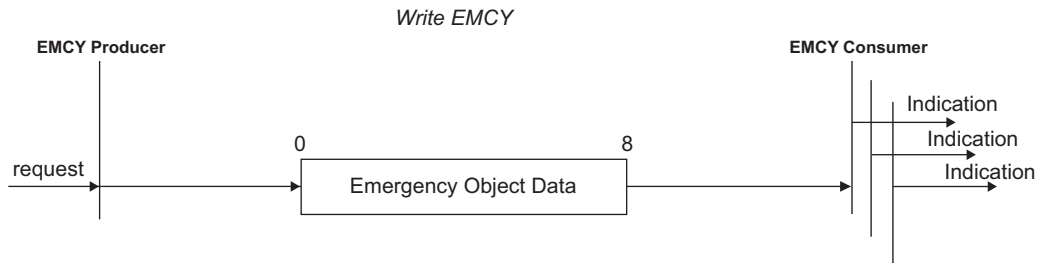 Write EMCY
EMCY Producer
EMCY Consumer
Indication
0
8
Indication
request
Emergency Object Data
Indication